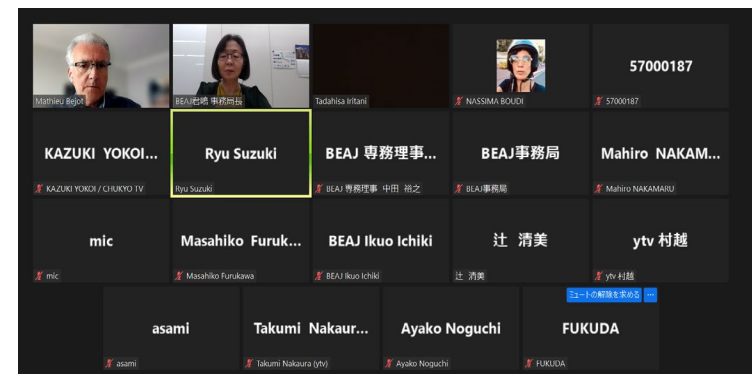 Mathieu Bejot
BEAJ君嶋 事務局長
Tadahisa Iritani
NASSIMA BOUDI
57000187
57000187
KAZUKI YOKOI...
KAZUKI YOKOI / CHUKYO TV
Ryu Suzuki
Ryu Suzuki
BEAJ 専務理事...
BEAJ 専務理事 中田 裕之
BEAJ事務局
BEAJ事務局
Mahiro NAKAM...
Mahiro NAKAMARU
mic
mic
Masahiko Furuk...
Masahiko Furukawa
BEAJ Ikuo Ichiki
BEAJ Ikuo Ichiki
辻 清美
辻 清美
ytv 村越
ytv 村越
asami
asami
Takumi Nakaur...
Takumi Nakaura (ytv)
Ayako Noguchi
Ayako Noguchi
ミュートの解除を求める ...
FUKUDA
FUKUDA